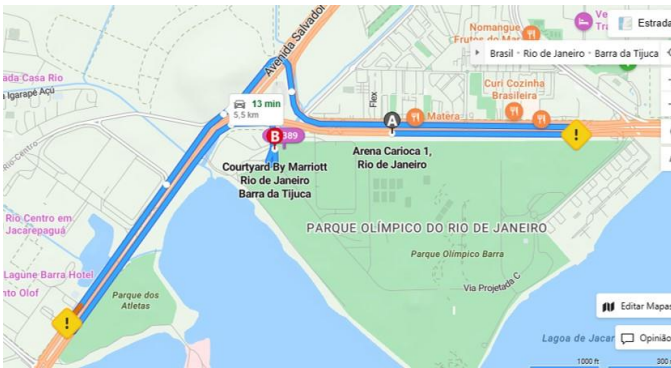 Avenida Salvador
Nomangue
Frutos do Mar
Estrada
Brasil · Rio de Janeiro · Barra da Tijuca
Casa Rio
Igarapé Açú
13 min
5,5 km
Flex
Matera
Curi Cozinha
Brasileira
A
B
389
Rio-Centro
Courtyard By Marriott
Rio de Janeiro
Barra da Tijuca
Arena Carioca 1,
Rio de Janeiro
Rio Centro em
Jacarepaguá
PARQUE OLÍMPICO DO RIO DE JANEIRO
Parque Olímpico Barra
Via Projetada C
Lagune Barra Hotel
nto Olof
Parque dos
Atletas
!
!
Editar Mapas
Lagoa de Jacar
Opinião
1000 ft
300